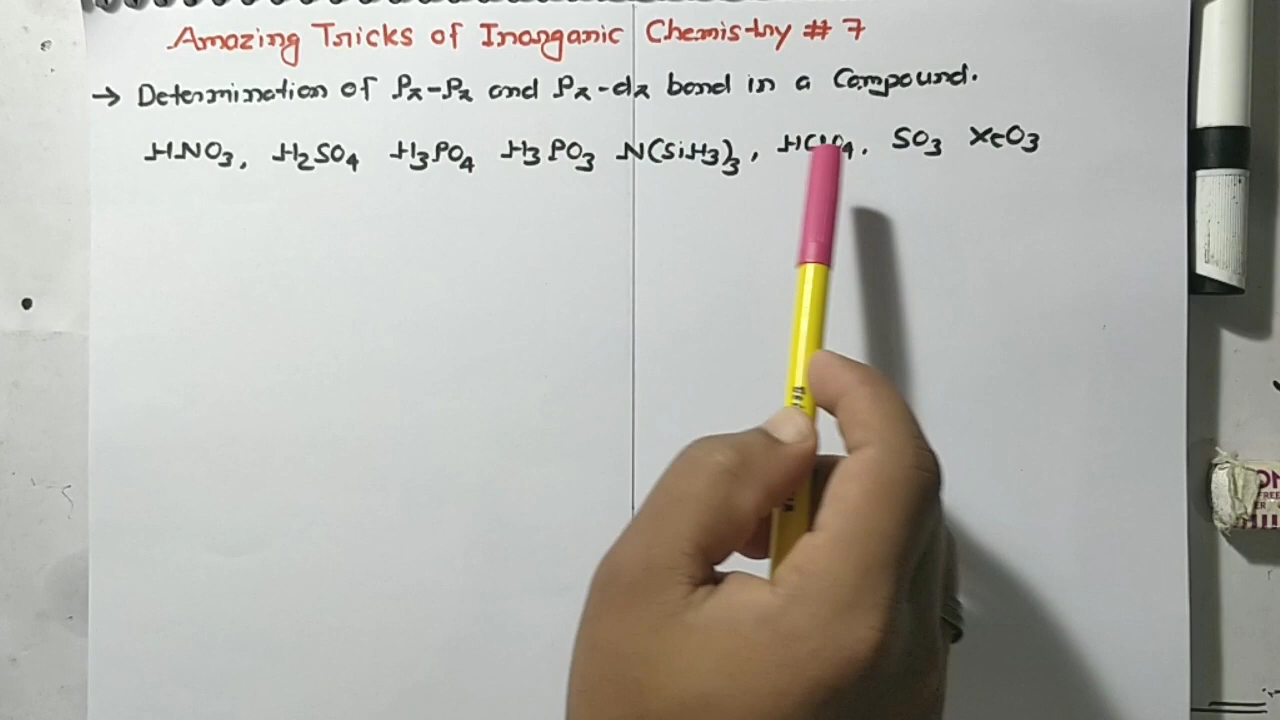 Amazing Tricks of Inorganic Chemistry # 7
→ Determination of Pπ-Pπ and Pπ-dπ bond in a Compound.
HNO3, H2SO4 H3PO4 H3PO3 N(SiH3)3, HClO4. SO3 XeO3